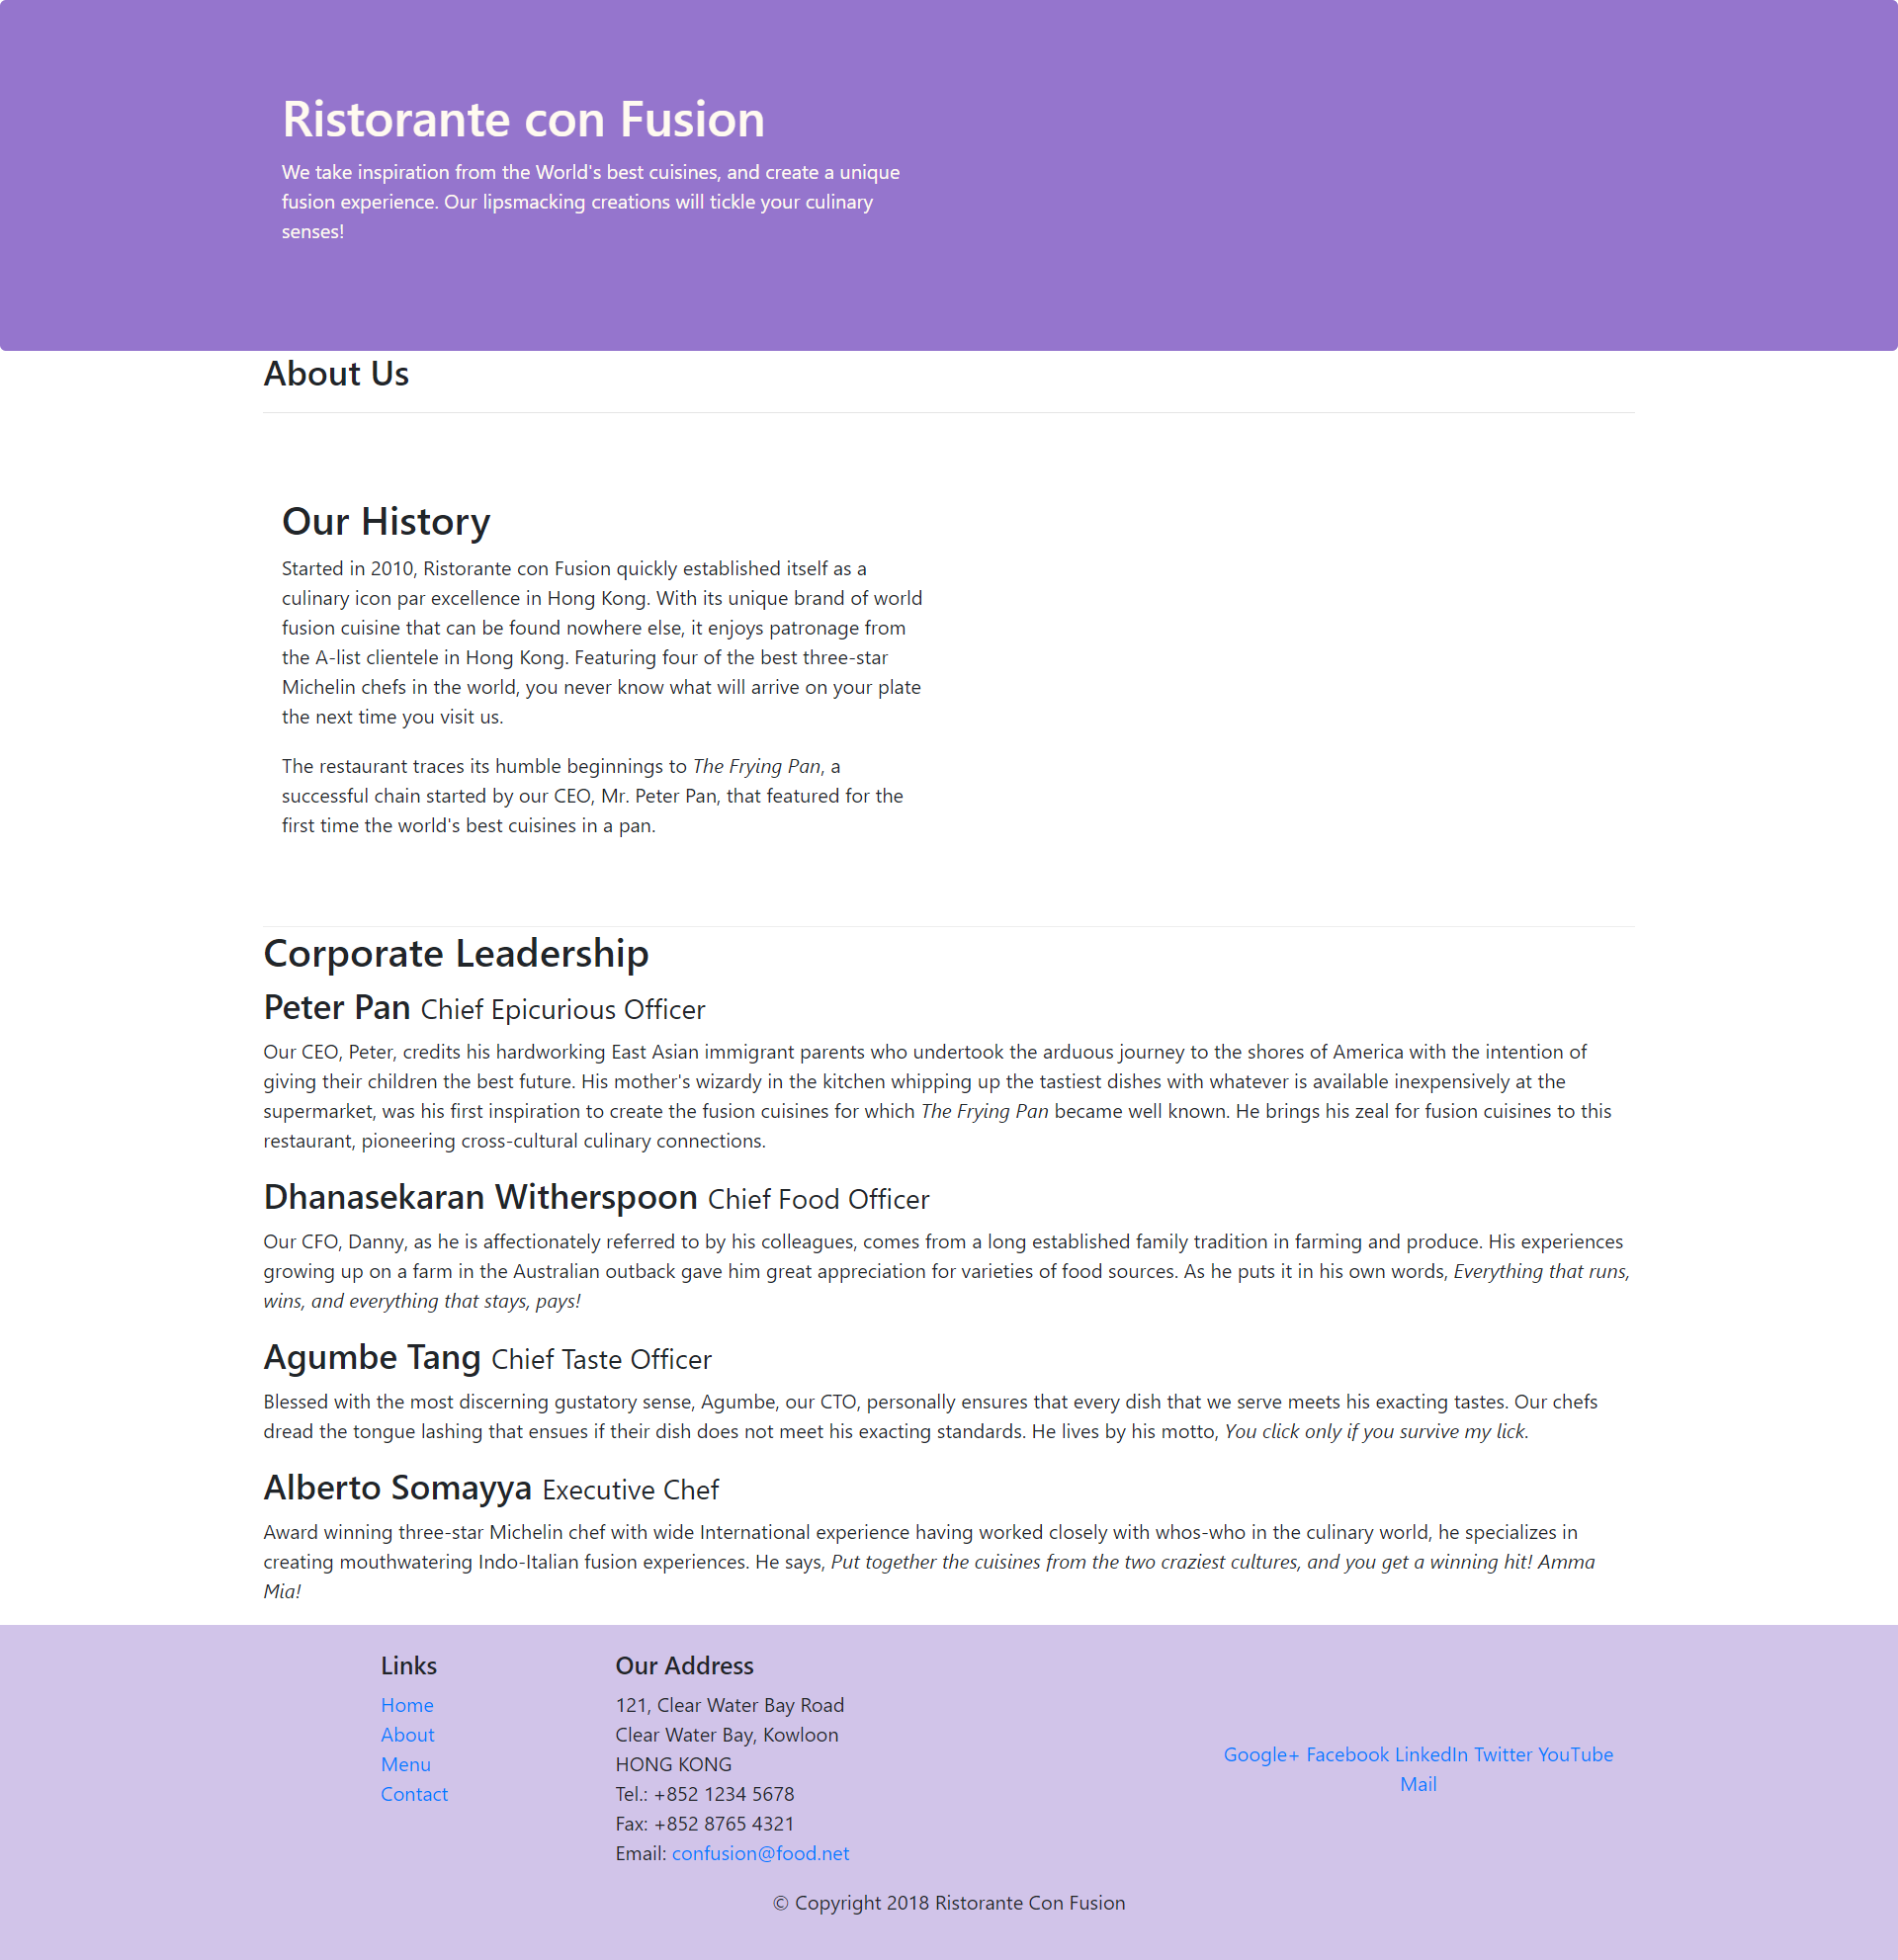 Ristorante con Fusion
We take inspiration from the World's best cuisines, and create a unique
fusion experience. Our lipsmacking creations will tickle your culinary
senses!
About Us
Our History
Started in 2010, Ristorante con Fusion quickly established itself as a
culinary icon par excellence in Hong Kong. With its unique brand of world
fusion cuisine that can be found nowhere else, it enjoys patronage from
the A-list clientele in Hong Kong. Featuring four of the best three-star
Michelin chefs in the world, you never know what will arrive on your plate
the next time you visit us.
The restaurant traces its humble beginnings to The Frying Pan, a
successful chain started by our CEO, Mr. Peter Pan, that featured for the
first time the world's best cuisines in a pan.
Corporate Leadership
Peter Pan Chief Epicurious Officer
Our CEO, Peter, credits his hardworking East Asian immigrant parents who undertook the arduous journey to the shores of America with the intention of
giving their children the best future. His mother's wizardy in the kitchen whipping up the tastiest dishes with whatever is available inexpensively at the
supermarket, was his first inspiration to create the fusion cuisines for which The Frying Pan became well known. He brings his zeal for fusion cuisines to this
restaurant, pioneering cross-cultural culinary connections.
Dhanasekaran Witherspoon Chief Food Officer
Our CFO, Danny, as he is affectionately referred to by his colleagues, comes from a long established family tradition in farming and produce. His experiences
growing up on a farm in the Australian outback gave him great appreciation for varieties of food sources. As he puts it in his own words, Everything that runs,
wins, and everything that stays, pays!
Agumbe Tang Chief Taste Officer
Blessed with the most discerning gustatory sense, Agumbe, our CTO, personally ensures that every dish that we serve meets his exacting tastes. Our chefs
dread the tongue lashing that ensues if their dish does not meet his exacting standards. He lives by his motto, You click only if you survive my lick.
Alberto Somayya Executive Chef
Award winning three-star Michelin chef with wide International experience having worked closely with whos-who in the culinary world, he specializes in
creating mouthwatering Indo-Italian fusion experiences. He says, Put together the cuisines from the two craziest cultures, and you get a winning hit! Amma
Mia!
Links
Home
About
Menu
Contact
Our Address
121, Clear Water Bay Road
Clear Water Bay, Kowloon
HONG KONG
Tel.: +852 1234 5678
Fax: +852 8765 4321
Email: confusion@food.net
Google+ Facebook LinkedIn Twitter YouTube
Mail
© Copyright 2018 Ristorante Con Fusion